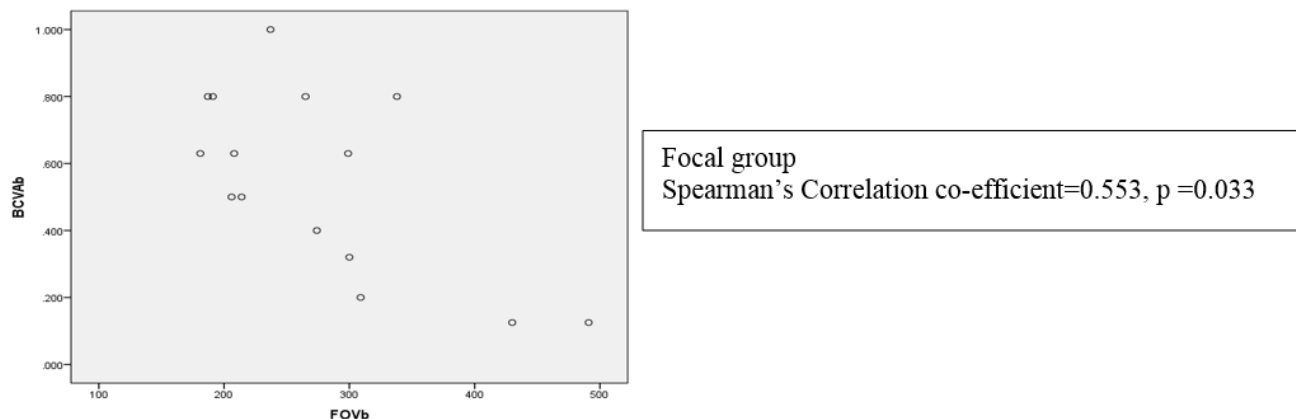 1.000
.800
.600
.400
.200
.000
BCVAb
100 200 300 400 500
FOVb
Focal group
Spearman’s Correlation co-efficient=0.553, p =0.033